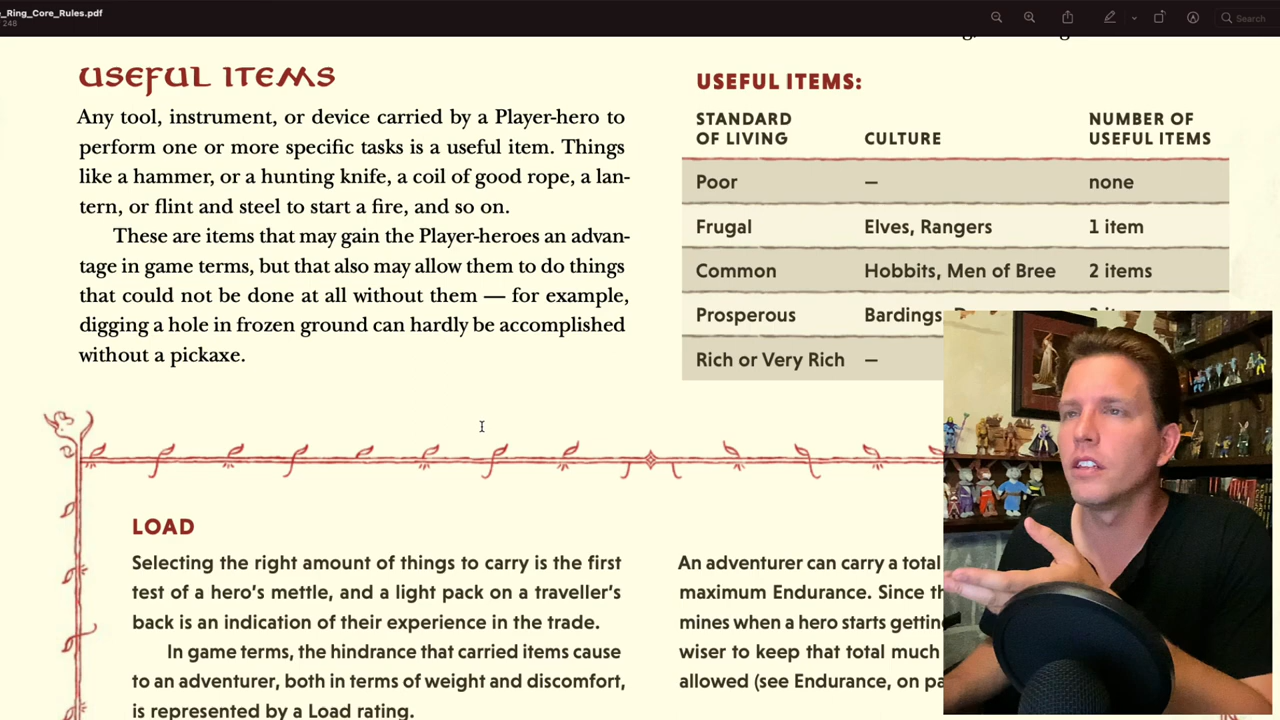 _Ring_Core_Rules.pdf
248
Search
USEFUL ITEMS
Any tool, instrument, or device carried by a Player-hero to
perform one or more specific tasks is a useful item. Things
like a hammer, or a hunting knife, a coil of good rope, a lan-
tern, or flint and steel to start a fire, and so on.
These are items that may gain the Player-heroes an advan-
tage in game terms, but that also may allow them to do things
that could not be done at all without them — for example,
digging a hole in frozen ground can hardly be accomplished
without a pickaxe.
USEFUL ITEMS:
STANDARD
OF LIVING
CULTURE
NUMBER OF
USEFUL ITEMS
Poor — none
Frugal Elves, Rangers 1 item
Common Hobbits, Men of Bree 2 items
Prosperous Bardings,
Rich or Very Rich —
LOAD
Selecting the right amount of things to carry is the first
test of a hero's mettle, and a light pack on a traveller's
back is an indication of their experience in the trade.
In game terms, the hindrance that carried items cause
to an adventurer, both in terms of weight and discomfort,
is represented by a Load rating.
An adventurer can carry a total
maximum Endurance. Since th
mines when a hero starts gettin
wiser to keep that total much
allowed (see Endurance, on pa